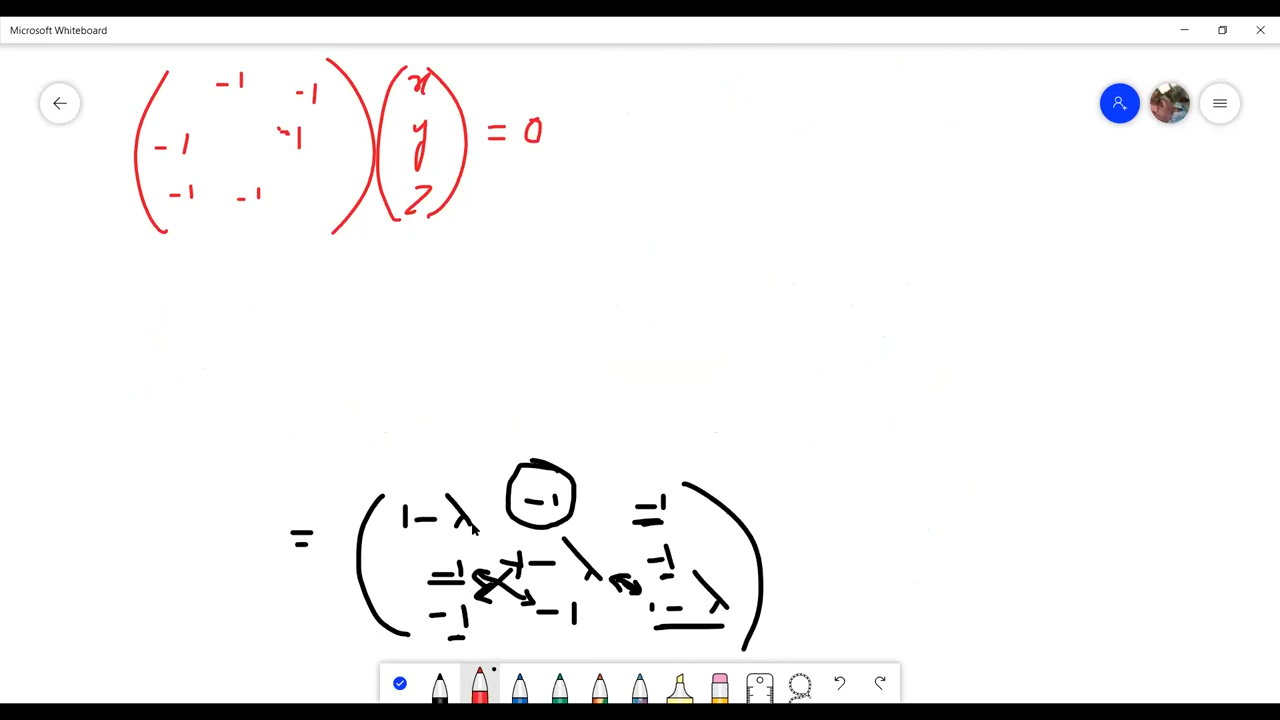 Microsoft Whiteboard
-1 -1 x
-1 -1 y = 0
-1 -1 z
= 1-λ -1 -1
-1 1-λ -1
-1 -1 1-λ